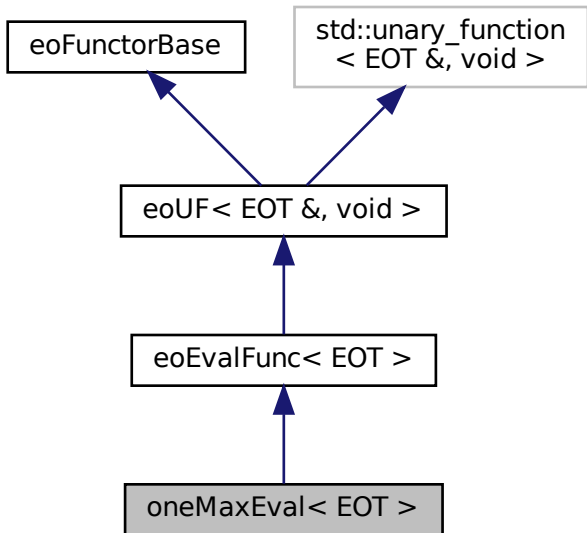 eoFunctorBase
std::unary_function
< EOT &, void >
eoUF< EOT &, void >
eoEvalFunc< EOT >
oneMaxEval< EOT >